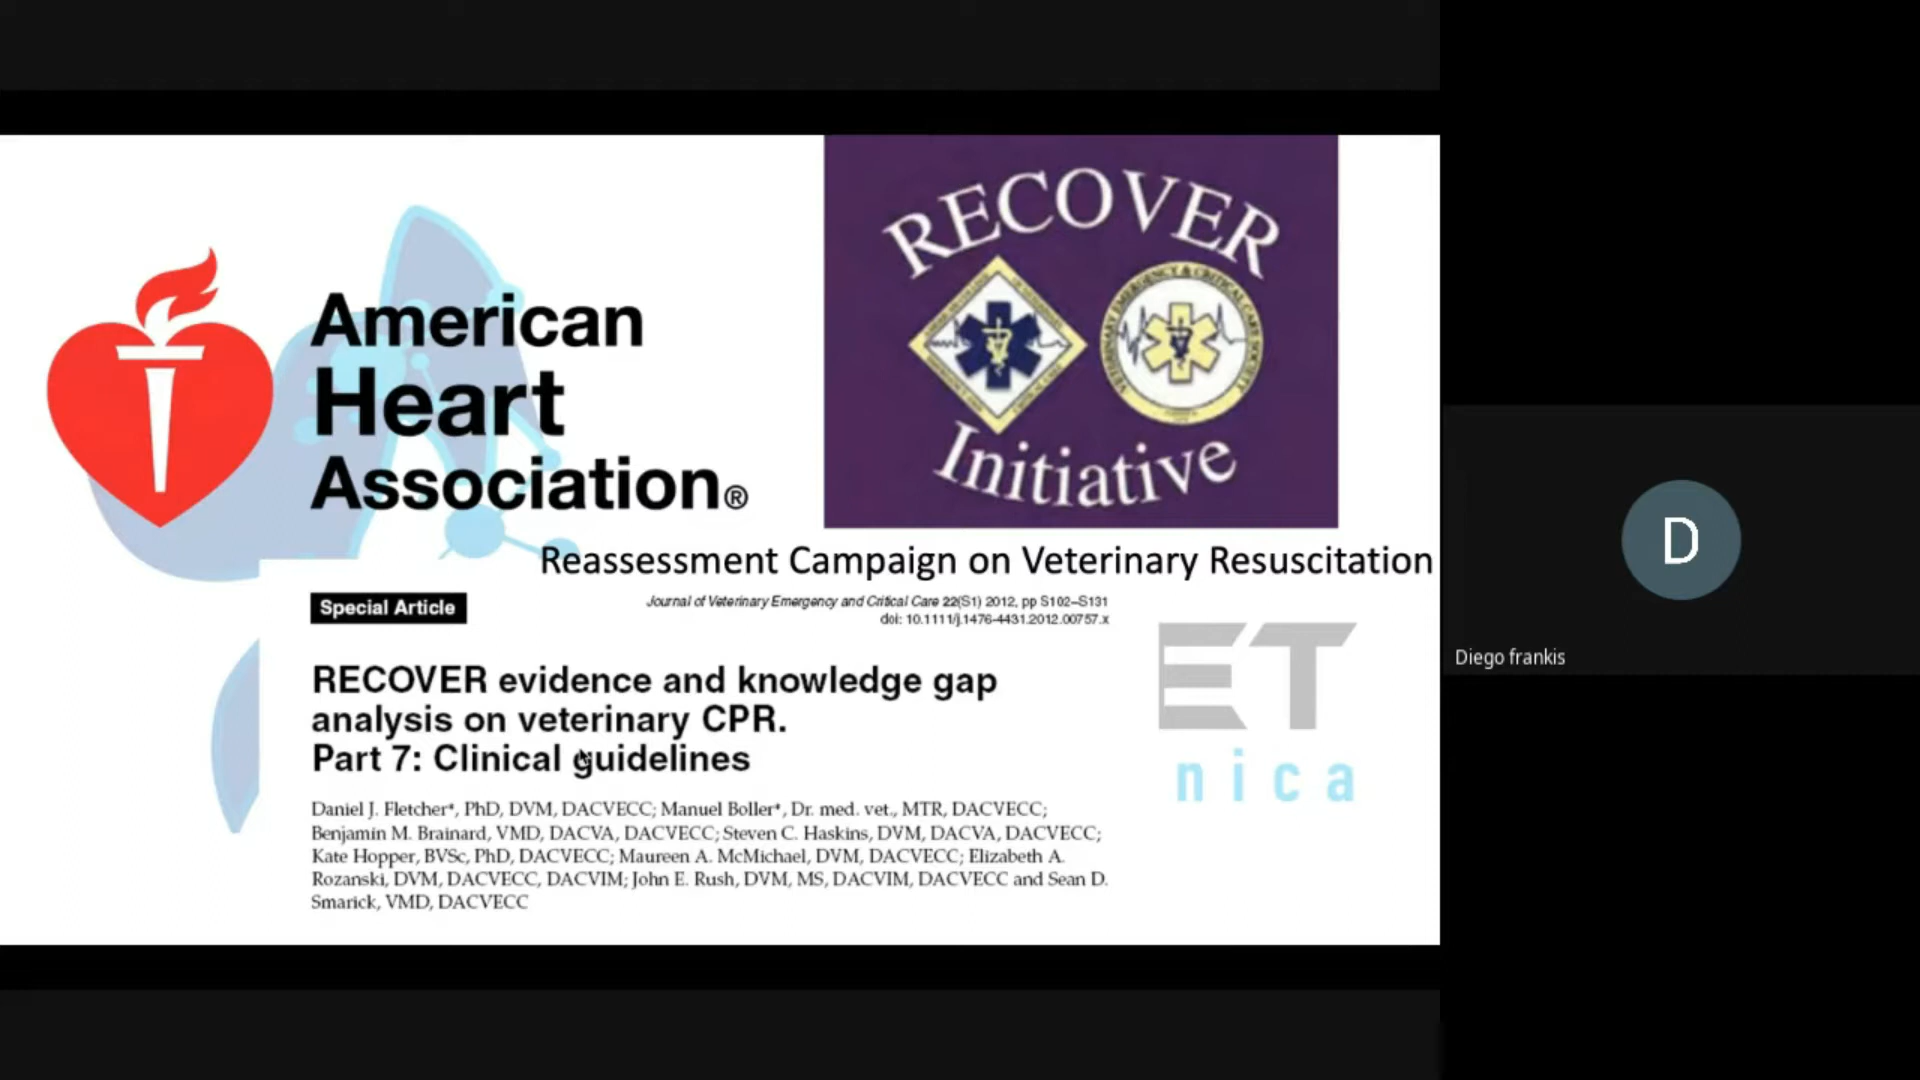 American
Heart
Association®
RECOVER
VETERINARY EMERGENCY & CRITICAL CARE SOCIETY
Initiative
Reassessment Campaign on Veterinary Resuscitation
Special Article
Journal of Veterinary Emergency and Critical Care 22(S1) 2012, pp S102–S131
doi: 10.1111/j.1476-4431.2012.00757.x
RECOVER evidence and knowledge gap
analysis on veterinary CPR.
Part 7: Clinical guidelines
Daniel J. Fletcher*, PhD, DVM, DACVECC; Manuel Boller*, Dr. med. vet., MTR, DACVECC;
Benjamin M. Brainard, VMD, DACVA, DACVECC; Steven C. Haskins, DVM, DACVA, DACVECC;
Kate Hopper, BVSc, PhD, DACVECC; Maureen A. McMichael, DVM, DACVECC; Elizabeth A.
Rozanski, DVM, DACVECC, DACVIM; John E. Rush, DVM, MS, DACVIM, DACVECC and Sean D.
Smarick, VMD, DACVECC
ET
nica
D
Diego frankis